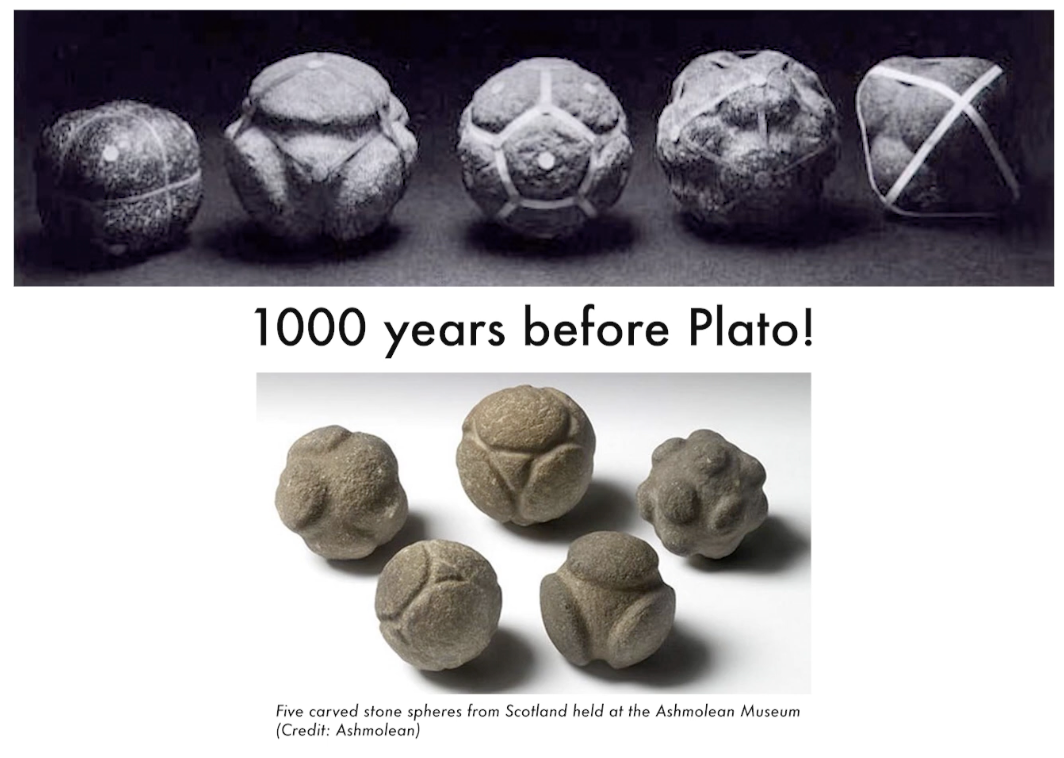 1000 years before Plato!
Five carved stone spheres from Scotland held at the Ashmolean Museum
(Credit: Ashmolean)